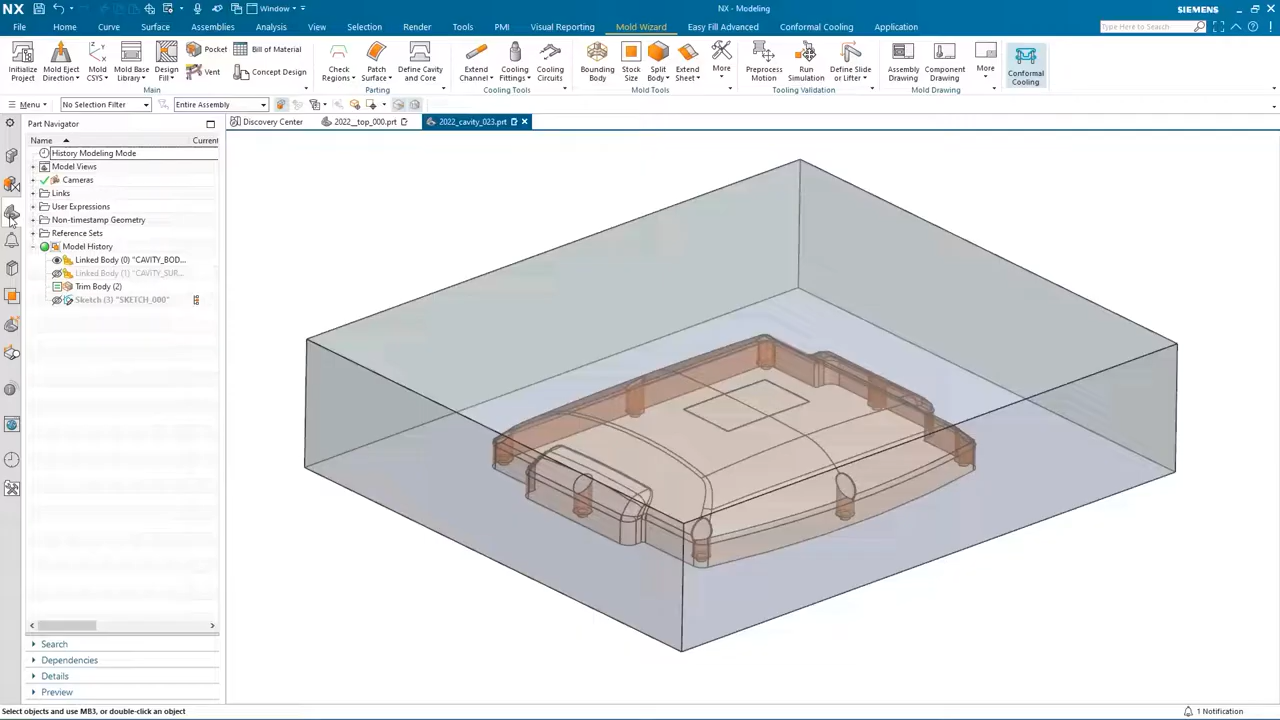 NX
Window
NX - Modeling
SIEMENS
File Home Curve Surface Assemblies Analysis View Selection Render Tools PMI Visual Reporting Mold Wizard Easy Fill Advanced Conformal Cooling Application
Type Here to Search
Initialize Project
Mold Eject Direction
Mold CSYS
Mold Base Library
Design Fill
Pocket
Vent
Bill of Material
Concept Design
Check Regions
Patch Surface
Define Cavity and Core
Extend Channel
Cooling Fittings
Cooling Circuits
Bounding Body
Stock Size
Split Body
Extend Sheet
More
Preprocess Motion
Run Simulation
Define Slide or Lifter
Assembly Drawing
Component Drawing
More
Conformal Cooling
Main
Parting
Cooling Tools
Mold Tools
Tooling Validation
Mold Drawing
Menu
No Selection Filter
Entire Assembly
Part Navigator
Discovery Center
2022__top_000.prt
2022_cavity_023.prt
Name
Current
History Modeling Mode
Model Views
Cameras
Links
User Expressions
Non-timestamp Geometry
Reference Sets
Model History
Linked Body (0) "CAVITY_BOD...
Linked Body (1) "CAVITY_SUR...
Trim Body (2)
Sketch (3) "SKETCH_000"
Search
Dependencies
Details
Preview
Select objects and use MB3, or double-click an object
1 Notification